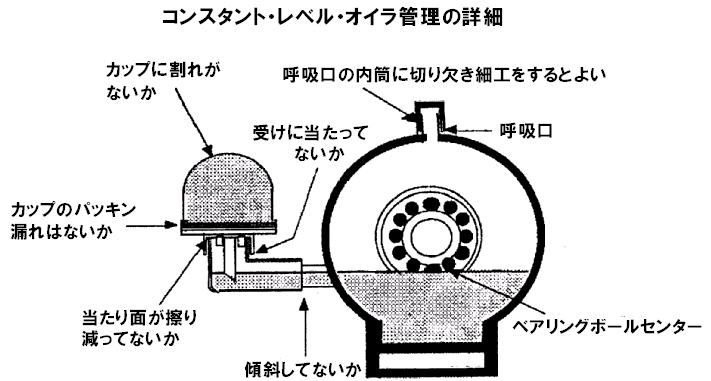 コンスタント・レベル・オイラ管理の詳細
カップに割れが
ないか
呼吸口の内筒に切り欠き細工をするとよい
受けに当たって
ないか
呼吸口
カップのパッキン
漏れはないか
当たり面が擦り
減ってないか
ベアリングボールセンター
傾斜してないか